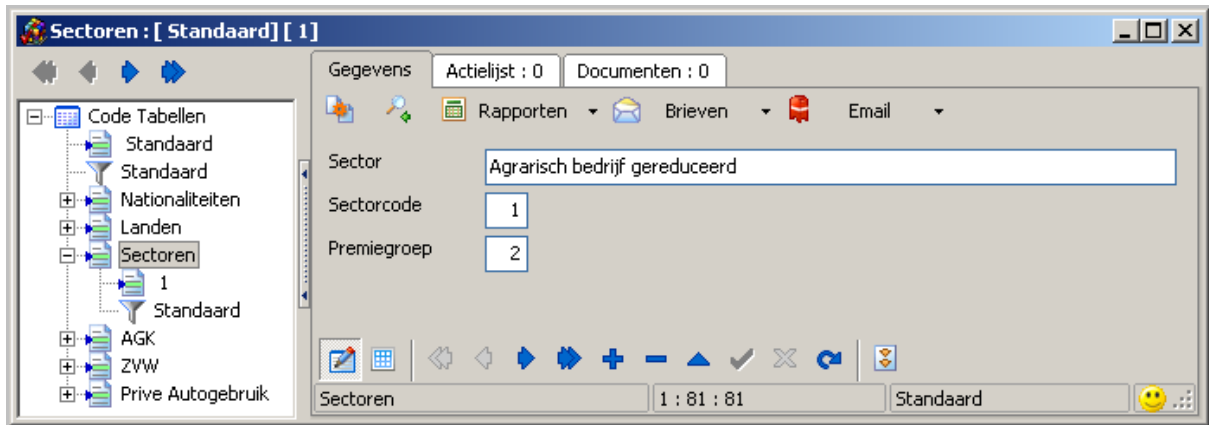 Sectoren : [ Standaard] [ 1]
Code Tabellen
Standaard
Standaard
Nationaliteiten
Landen
Sectoren
1
Standaard
AGK
ZVW
Prive Autogebruik
Gegevens
Actielijst : 0
Documenten : 0
Rapporten
Brieven
Email
Sector
Agrarisch bedrijf gereduceerd
Sectorcode
1
Premiegroep
2
Sectoren
1 : 81 : 81
Standaard